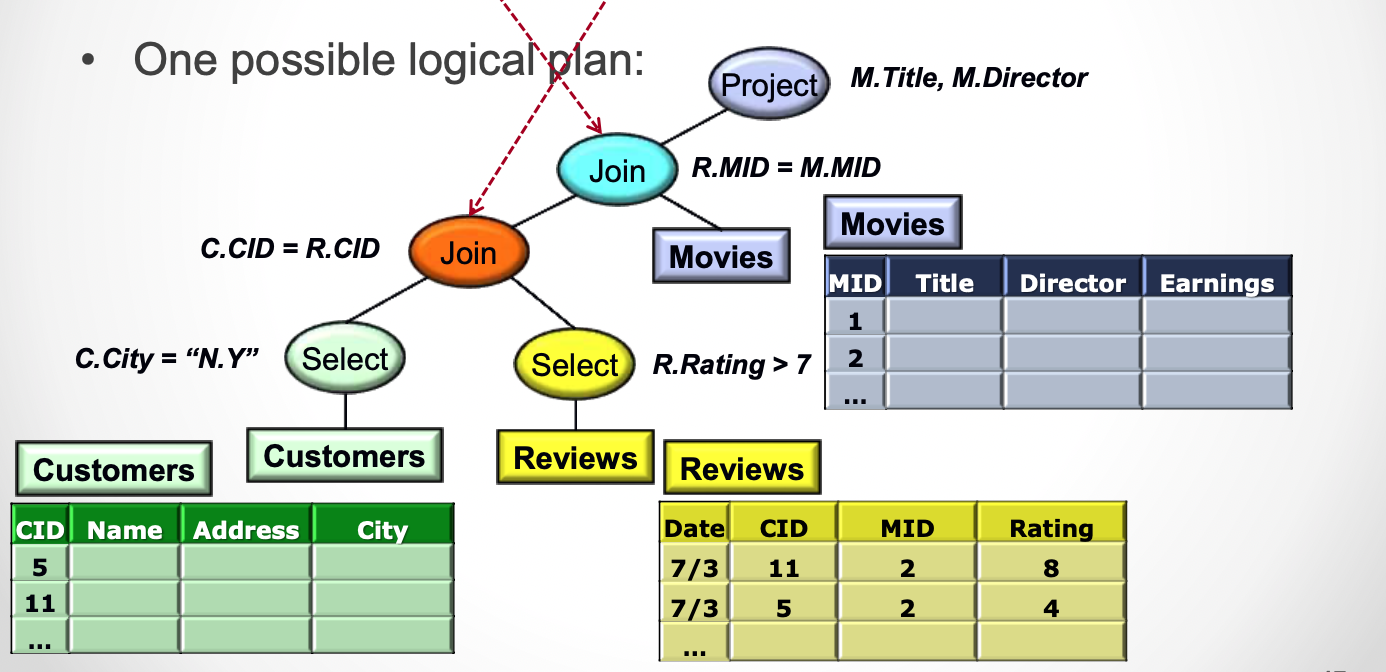 • One possible logical plan:
Project
M.Title, M.Director
Join
R.MID = M.MID
Movies
C.CID = R.CID
Join
Movies
MID Title Director Earnings
1
2
...
C.City = “N.Y”
Select
Select
R.Rating > 7
Customers
Reviews
Customers
CID Name Address City
5
11
...
Reviews
Date CID MID Rating
7/3 11 2 8
7/3 5 2 4
...